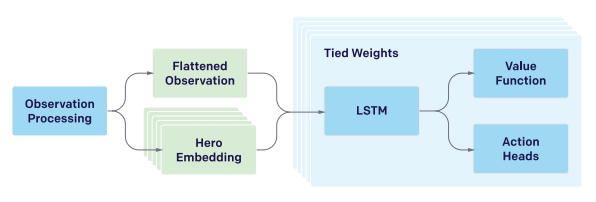 Observation
Processing
Flattened
Observation
Hero
Embedding
Tied Weights
LSTM
Value
Function
Action
Heads